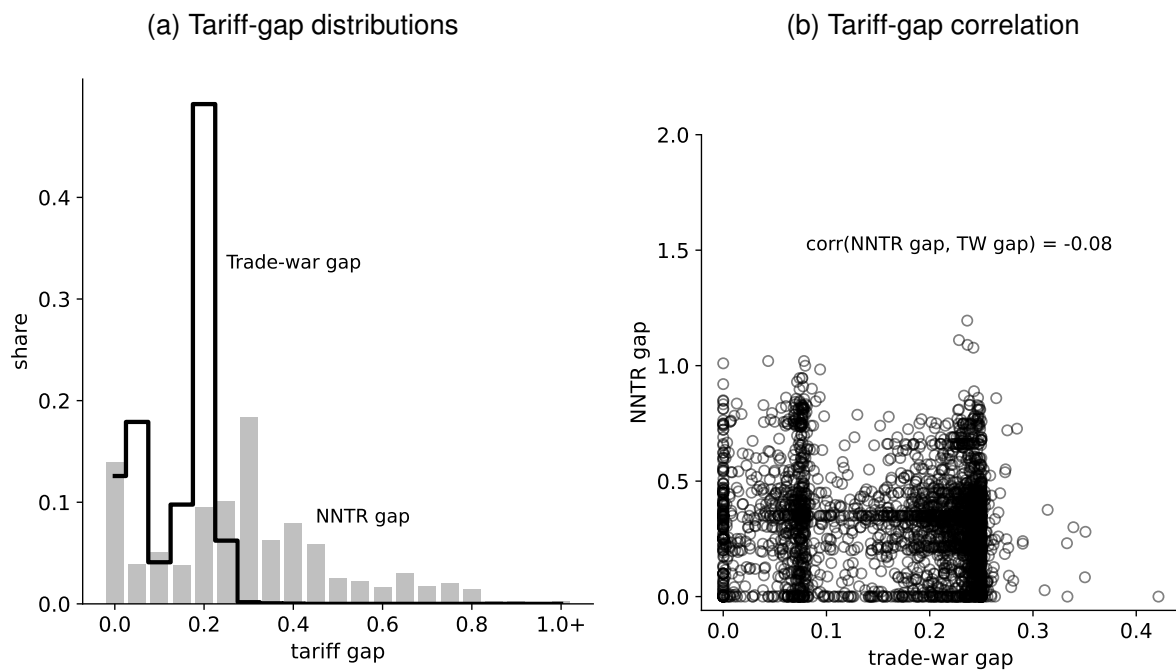 (a) Tariff-gap distributions
share
0.4
0.3
0.2
0.1
0.0
Trade-war gap
NNTR gap
0.0 0.2 0.4 0.6 0.8 1.0+
tariff gap
(b) Tariff-gap correlation
NNTR gap
2.0
1.5
1.0
0.5
0.0
corr(NNTR gap, TW gap) = -0.08
0.0 0.1 0.2 0.3 0.4
trade-war gap